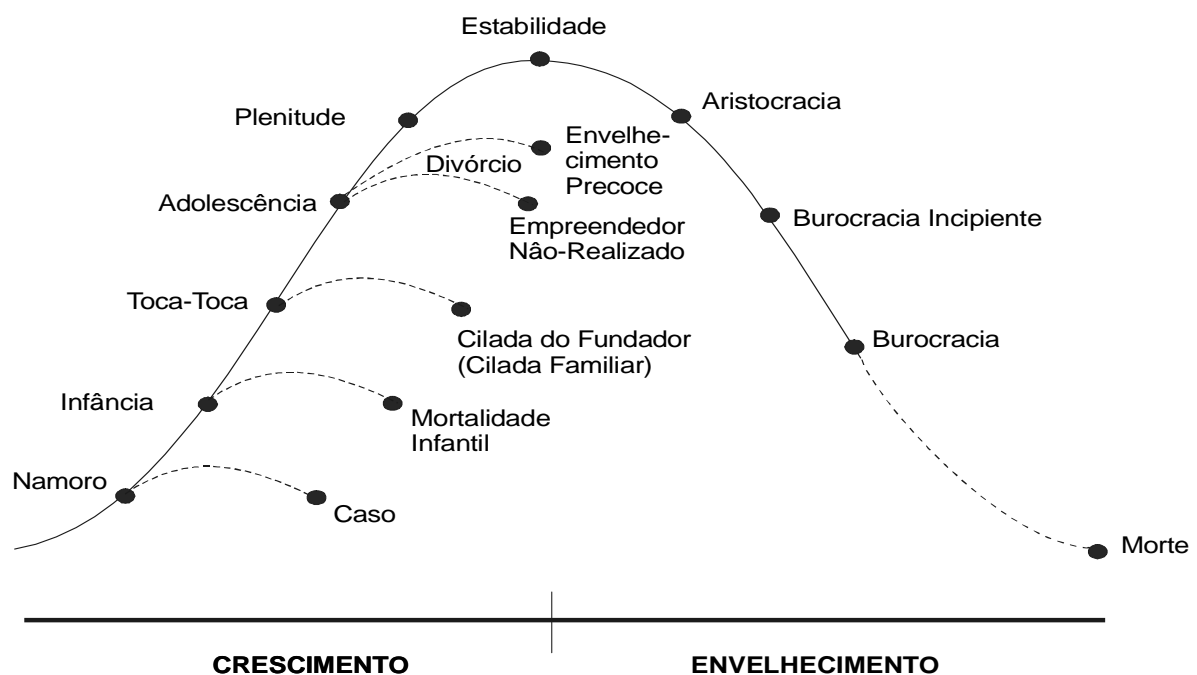 Estabilidade
Plenitude
Aristocracia
Divórcio
Envelhe-
cimento
Precoce
Adolescência
Empreendedor
Nâo-Realizado
Burocracia Incipiente
Toca-Toca
Cilada do Fundador
(Cilada Familiar)
Burocracia
Infância
Mortalidade
Infantil
Namoro
Caso
Morte
CRESCIMENTO
ENVELHECIMENTO